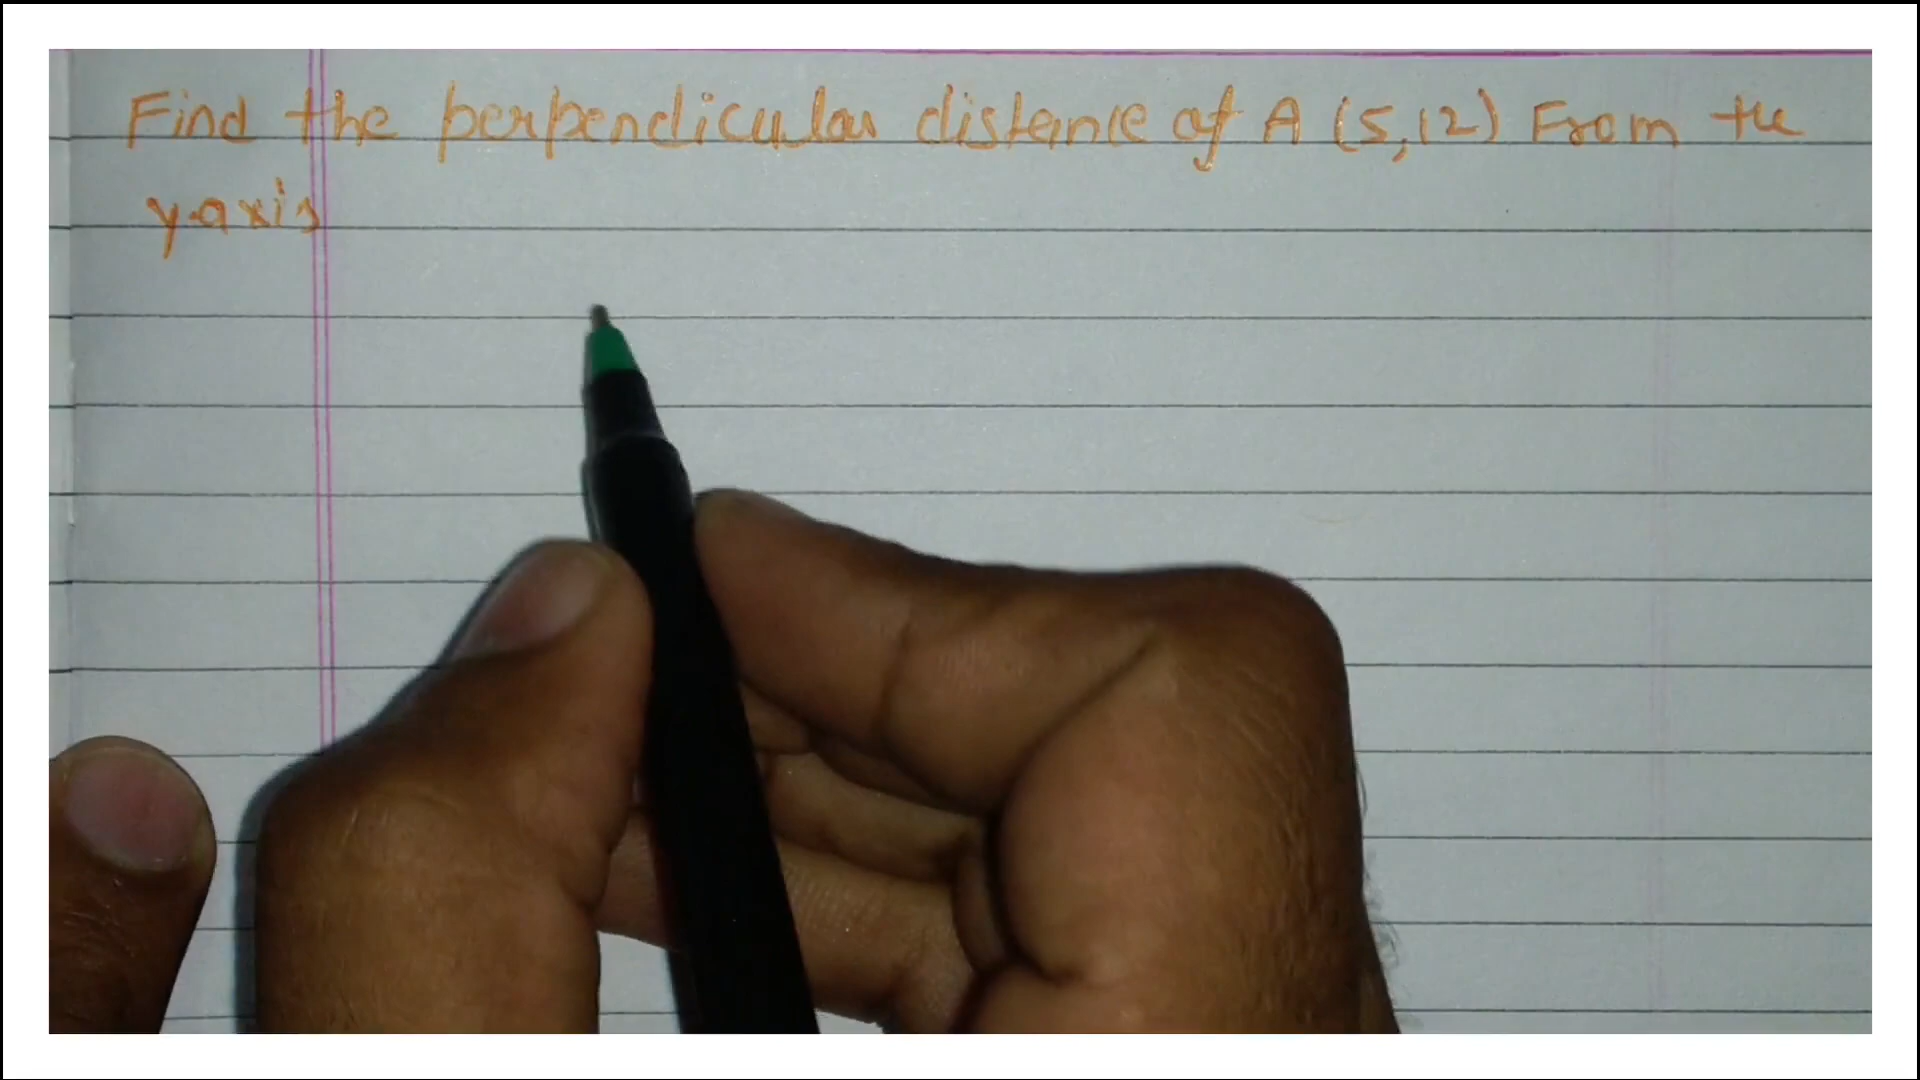 Find the perpendicular distance of A (5,12) From the
y-axis